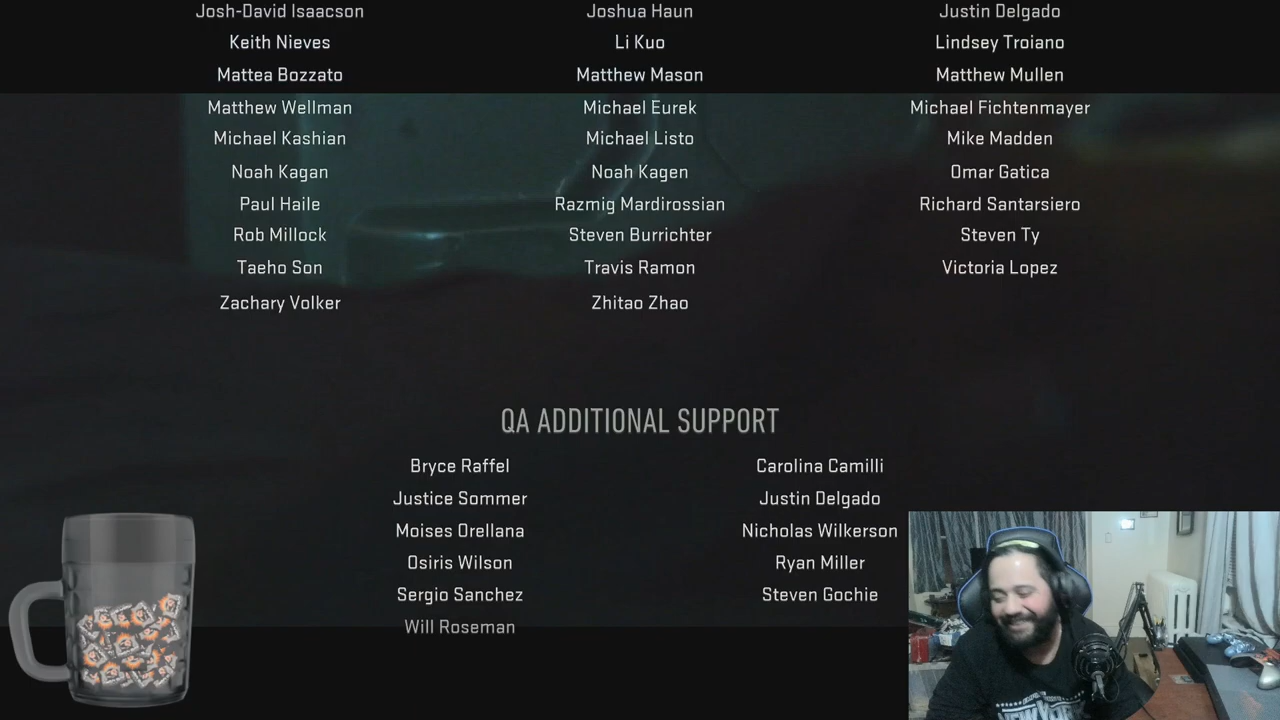 Josh-David Isaacson Joshua Haun Justin Delgado
Keith Nieves Li Kuo Lindsey Troiano
Mattea Bozzato Matthew Mason Matthew Mullen
Matthew Wellman Michael Eurek Michael Fichtenmayer
Michael Kashian Michael Listo Mike Madden
Noah Kagan Noah Kagen Omar Gatica
Paul Haile Razmig Mardirossian Richard Santarsiero
Rob Millock Steven Burrichter Steven Ty
Taeho Son Travis Ramon Victoria Lopez
Zachary Volker Zhitao Zhao
QA ADDITIONAL SUPPORT
Bryce Raffel Carolina Camilli
Justice Sommer Justin Delgado
Moises Orellana Nicholas Wilkerson
Osiris Wilson Ryan Miller
Sergio Sanchez Steven Gochie
Will Roseman